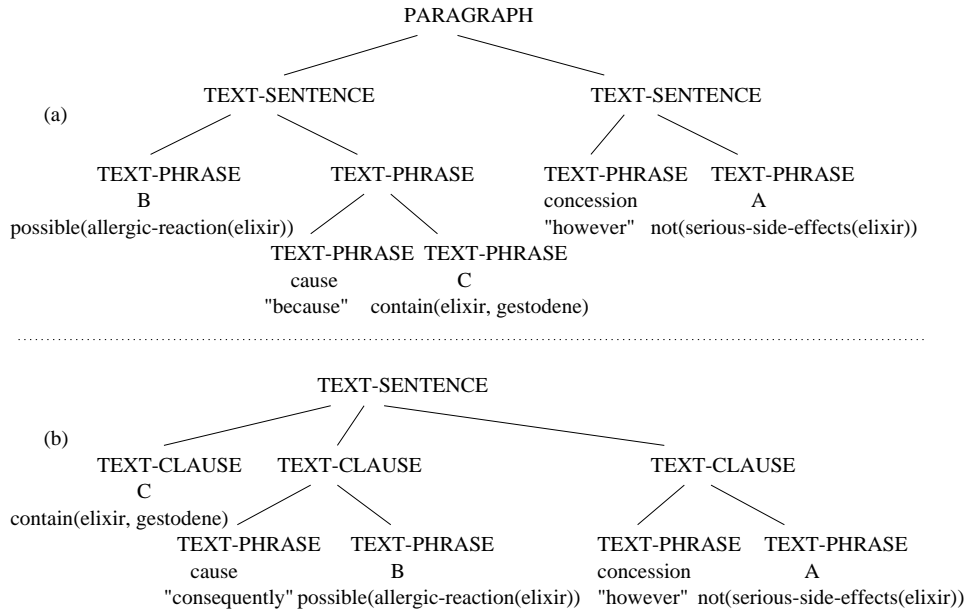 PARAGRAPH
TEXT-SENTENCE TEXT-SENTENCE
(a)
TEXT-PHRASE TEXT-PHRASE TEXT-PHRASE TEXT-PHRASE
B concession A
possible(allergic-reaction(elixir)) "however" not(serious-side-effects(elixir))
TEXT-PHRASE TEXT-PHRASE
cause C
"because" contain(elixir, gestodene)
TEXT-SENTENCE
(b)
TEXT-CLAUSE TEXT-CLAUSE TEXT-CLAUSE
C
contain(elixir, gestodene)
TEXT-PHRASE TEXT-PHRASE TEXT-PHRASE TEXT-PHRASE
cause B concession A
"consequently" possible(allergic-reaction(elixir)) "however" not(serious-side-effects(elixir))